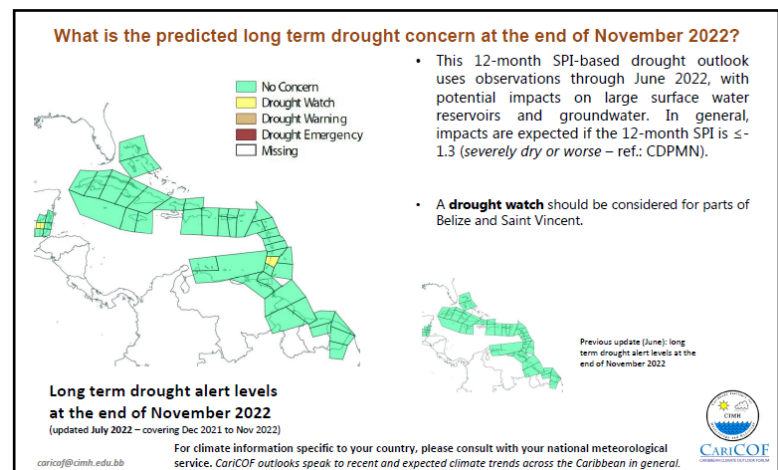 What is the predicted long term drought concern at the end of November 2022?
No Concern
Drought Watch
Drought Warning
Drought Emergency
Missing
• This 12-month SPI-based drought outlook
uses observations through June 2022, with
potential impacts on large surface water
reservoirs and groundwater. In general,
impacts are expected if the 12-month SPI is ≤-
1.3 (severely dry or worse – ref.: CDPMN).
• A drought watch should be considered for parts of
Belize and Saint Vincent.
Previous update (June): long
term drought alert levels at the
end of November 2022
Long term drought alert levels
at the end of November 2022
(updated July 2022 – covering Dec 2021 to Nov 2022)
For climate information specific to your country, please consult with your national meteorological
service. CariCOF outlooks speak to recent and expected climate trends across the Caribbean in general.
caricof@cimh.edu.bb
CIMH
CARICOF
CARIBBEAN CLIMATE OUTLOOK FORUM